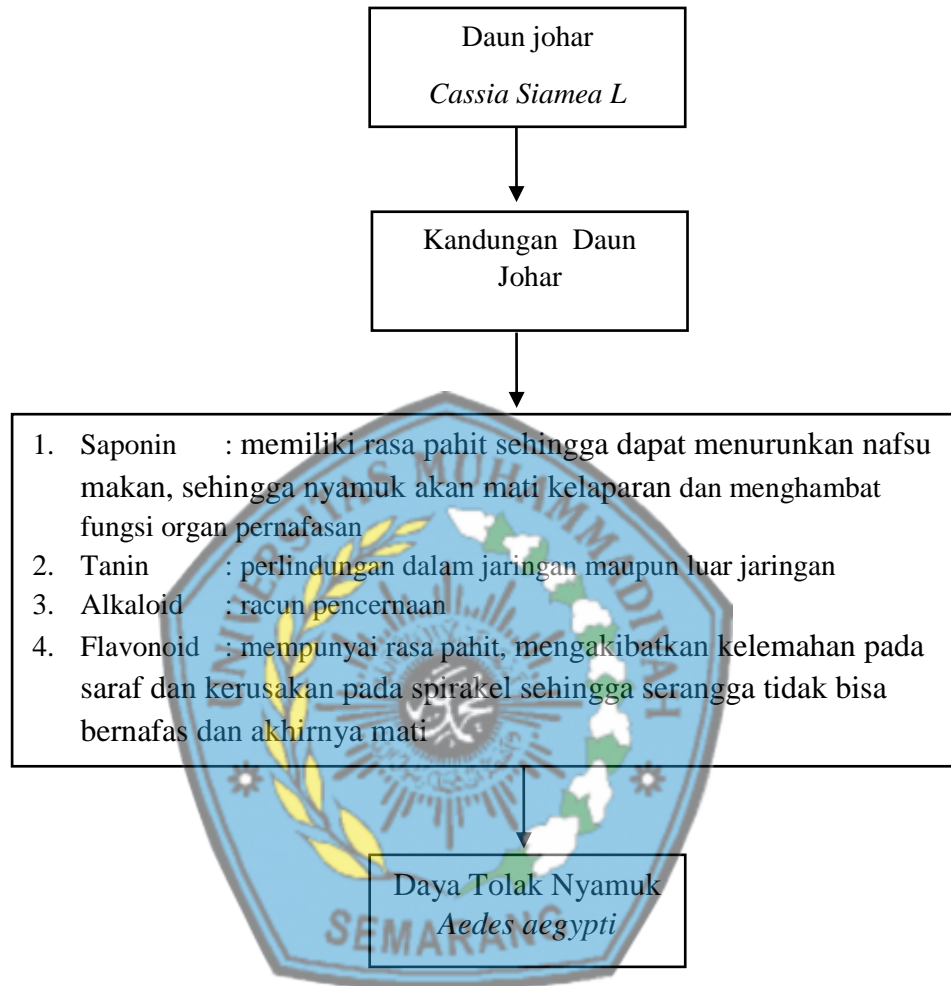 Daun johar
Cassia Siamea L
Kandungan Daun
Johar
1. Saponin : memiliki rasa pahit sehingga dapat menurunkan nafsu
makan, sehingga nyamuk akan mati kelaparan dan menghambat
fungsi organ pernafasan
2. Tanin : perlindungan dalam jaringan maupun luar jaringan
3. Alkaloid : racun pencernaan
4. Flavonoid : mempunyai rasa pahit, mengakibatkan kelemahan pada
saraf dan kerusakan pada spirakel sehingga serangga tidak bisa
bernafas dan akhirnya mati
Daya Tolak Nyamuk
Aedes aegypti
UNIVERSITAS MUHAMMADIYAH
SEMARANG